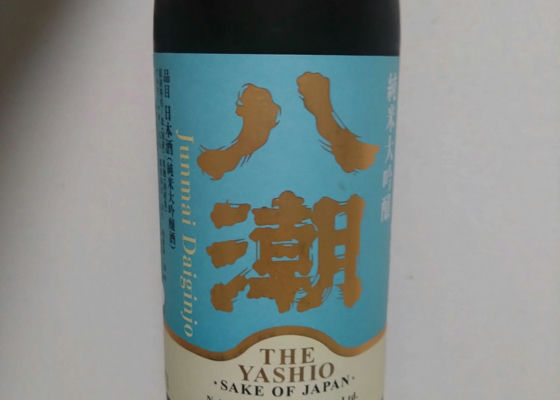 純米大吟醸
八潮
品目 日本酒(純米大吟醸酒)
Junmai Daiginjo
THE
YASHIO
・SAKE OF JAPAN・